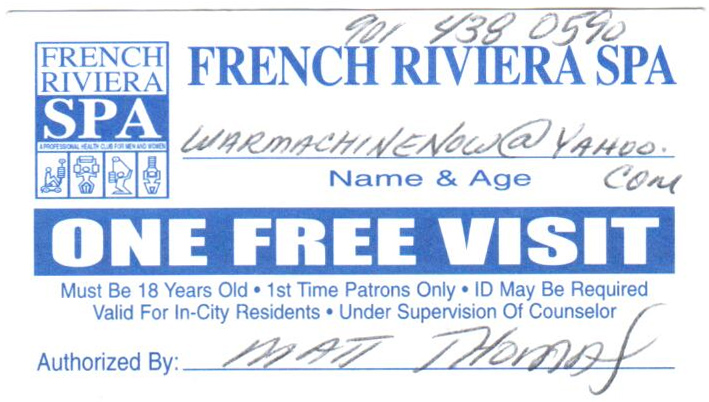 901 438 0590
FRENCH
RIVIERA
SPA
A PROFESSIONAL HEALTH CLUB FOR MEN AND WOMEN
FRENCH RIVIERA SPA
WARMACHINENOW@YAHOO.
COM
Name & Age
ONE FREE VISIT
Must Be 18 Years Old • 1st Time Patrons Only • ID May Be Required
Valid For In-City Residents • Under Supervision Of Counselor
Authorized By: MATT THOMAS